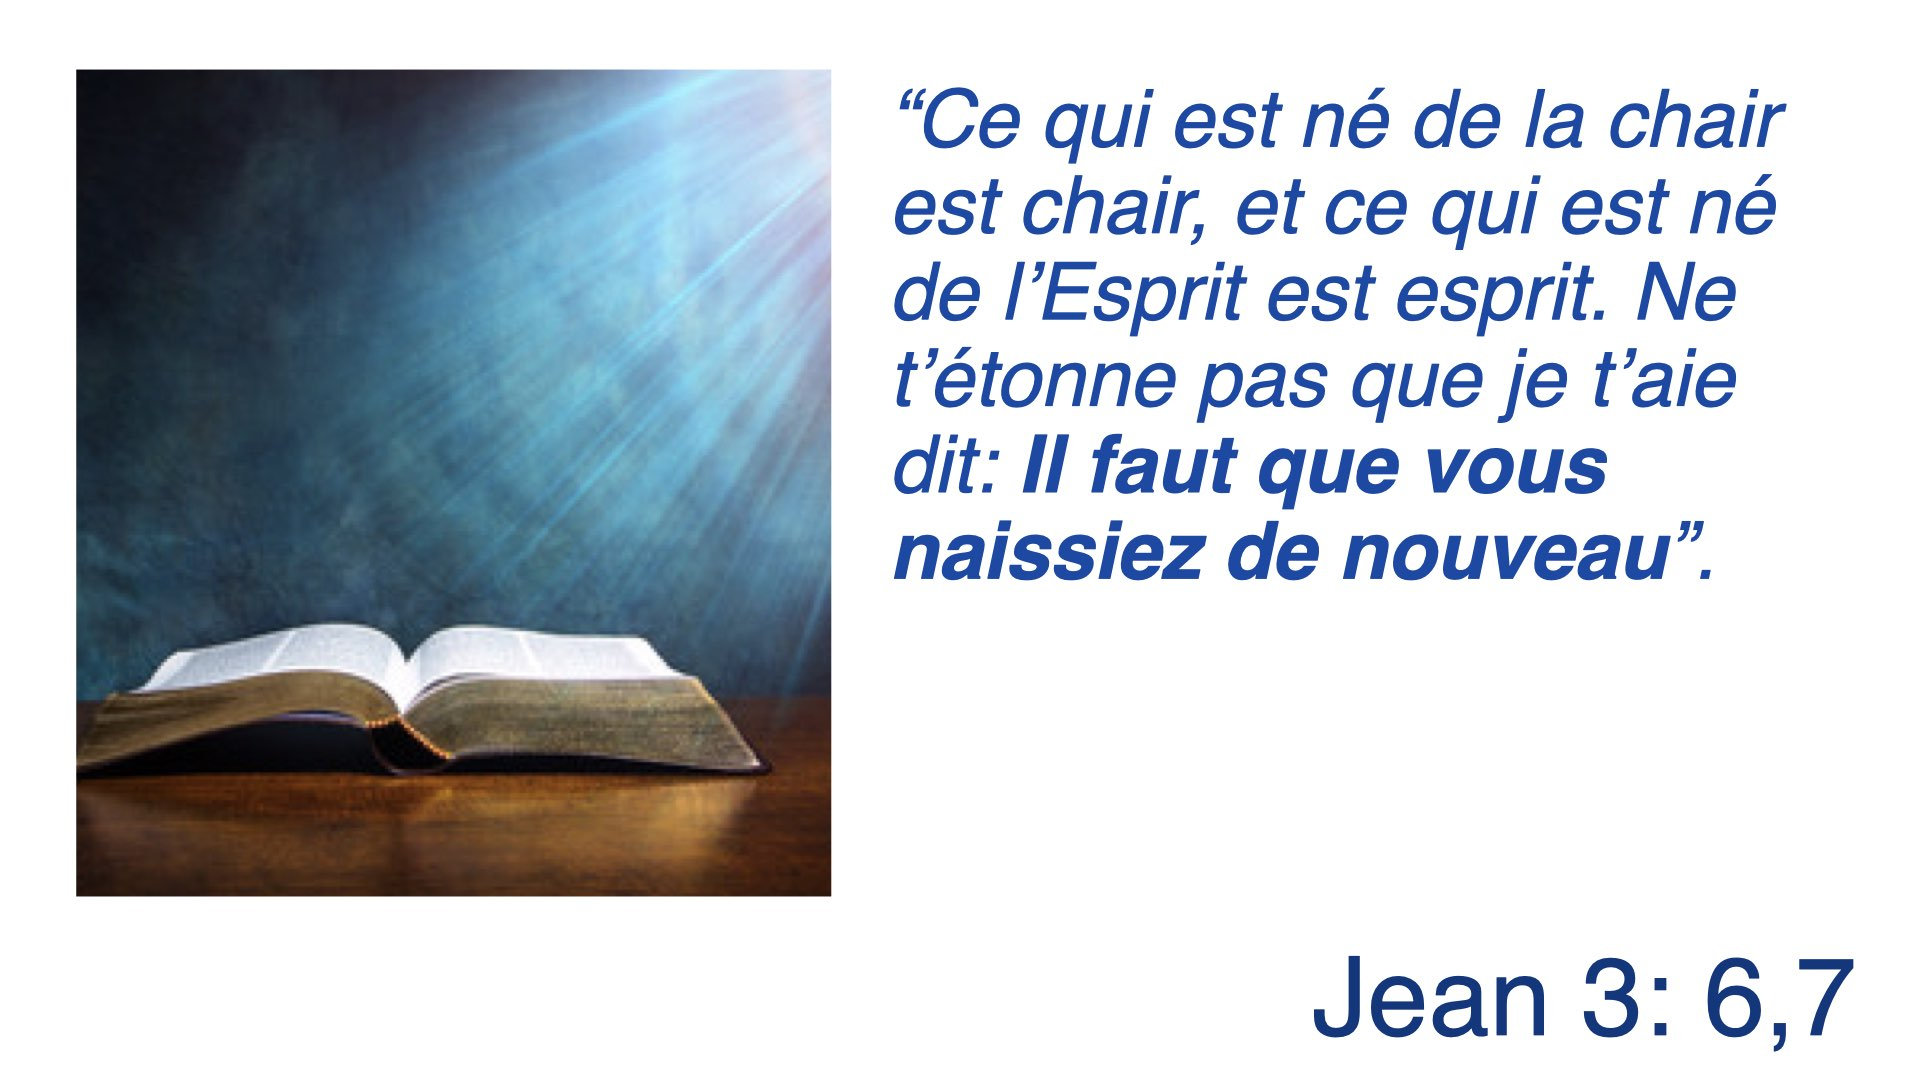 “Ce qui est né de la chair
est chair, et ce qui est né
de l’Esprit est esprit. Ne
t’étonne pas que je t’aie
dit: Il faut que vous
naissiez de nouveau”.
Jean 3: 6,7